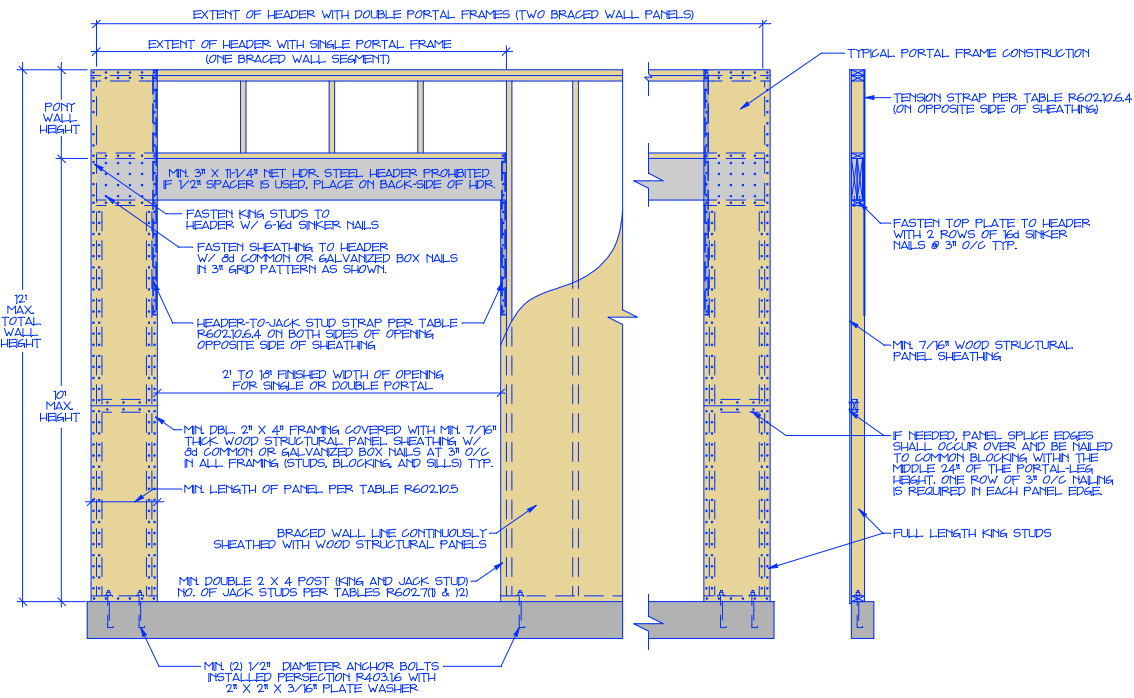 EXTENT OF HEADER WITH DOUBLE PORTAL FRAMES (TWO BRACED WALL PANELS)
EXTENT OF HEADER WITH SINGLE PORTAL FRAME
(ONE BRACED WALL SEGMENT)
TYPICAL PORTAL FRAME CONSTRUCTION
TENSION STRAP PER TABLE R602.10.6.4
(ON OPPOSITE SIDE OF SHEATHING)
PONY
WALL
HEIGHT
MIN. 3" X 11-1/4" NET HDR STEEL HEADER PROHIBITED
IF 1/2" SPACER IS USED, PLACE ON BACK-SIDE OF HDR.
FASTEN KING STUDS TO
HEADER W/ 6-16d SINKER NAILS
FASTEN TOP PLATE TO HEADER
WITH 2 ROWS OF 16d SINKER
NAILS @ 3" O/C TYP.
FASTEN SHEATHING TO HEADER
W/ 8d COMMON OR GALVANIZED BOX NAILS
IN 3" GRID PATTERN AS SHOWN.
12'
MAX.
TOTAL
WALL
HEIGHT
HEADER-TO-JACK STUD STRAP PER TABLE
R602.10.6.4 ON BOTH SIDES OF OPENING
OPPOSITE SIDE OF SHEATHING
MIN. 7/16" WOOD STRUCTURAL
PANEL SHEATHING
2' TO 18' FINISHED WIDTH OF OPENING
FOR SINGLE OR DOUBLE PORTAL
10'
MAX.
HEIGHT
MIN. DBL. 2" X 4" FRAMING COVERED WITH MIN. 7/16"
THICK WOOD STRUCTURAL PANEL SHEATHING W/
8d COMMON OR GALVANIZED BOX NAILS AT 3" O/C
IN ALL FRAMING (STUDS, BLOCKING, AND SILLS) TYP.
IF NEEDED, PANEL SPLICE EDGES
SHALL OCCUR OVER AND BE NAILED
TO COMMON BLOCKING WITHIN THE
MIDDLE 24" OF THE PORTAL-LEG
HEIGHT. ONE ROW OF 3" O/C NAILING
IS REQUIRED IN EACH PANEL EDGE.
MIN. LENGTH OF PANEL PER TABLE R602.10.5
BRACED WALL LINE CONTINUOUSLY
SHEATHED WITH WOOD STRUCTURAL PANELS
FULL LENGTH KING STUDS
MIN. DOUBLE 2 X 4 POST (KING AND JACK STUD)
NO. OF JACK STUDS PER TABLES R602.7(1) & )2)
MIN. (2) 1/2" DIAMETER ANCHOR BOLTS
INSTALLED PERSECTION R403.1.6 WITH
2" X 2" X 3/16" PLATE WASHER